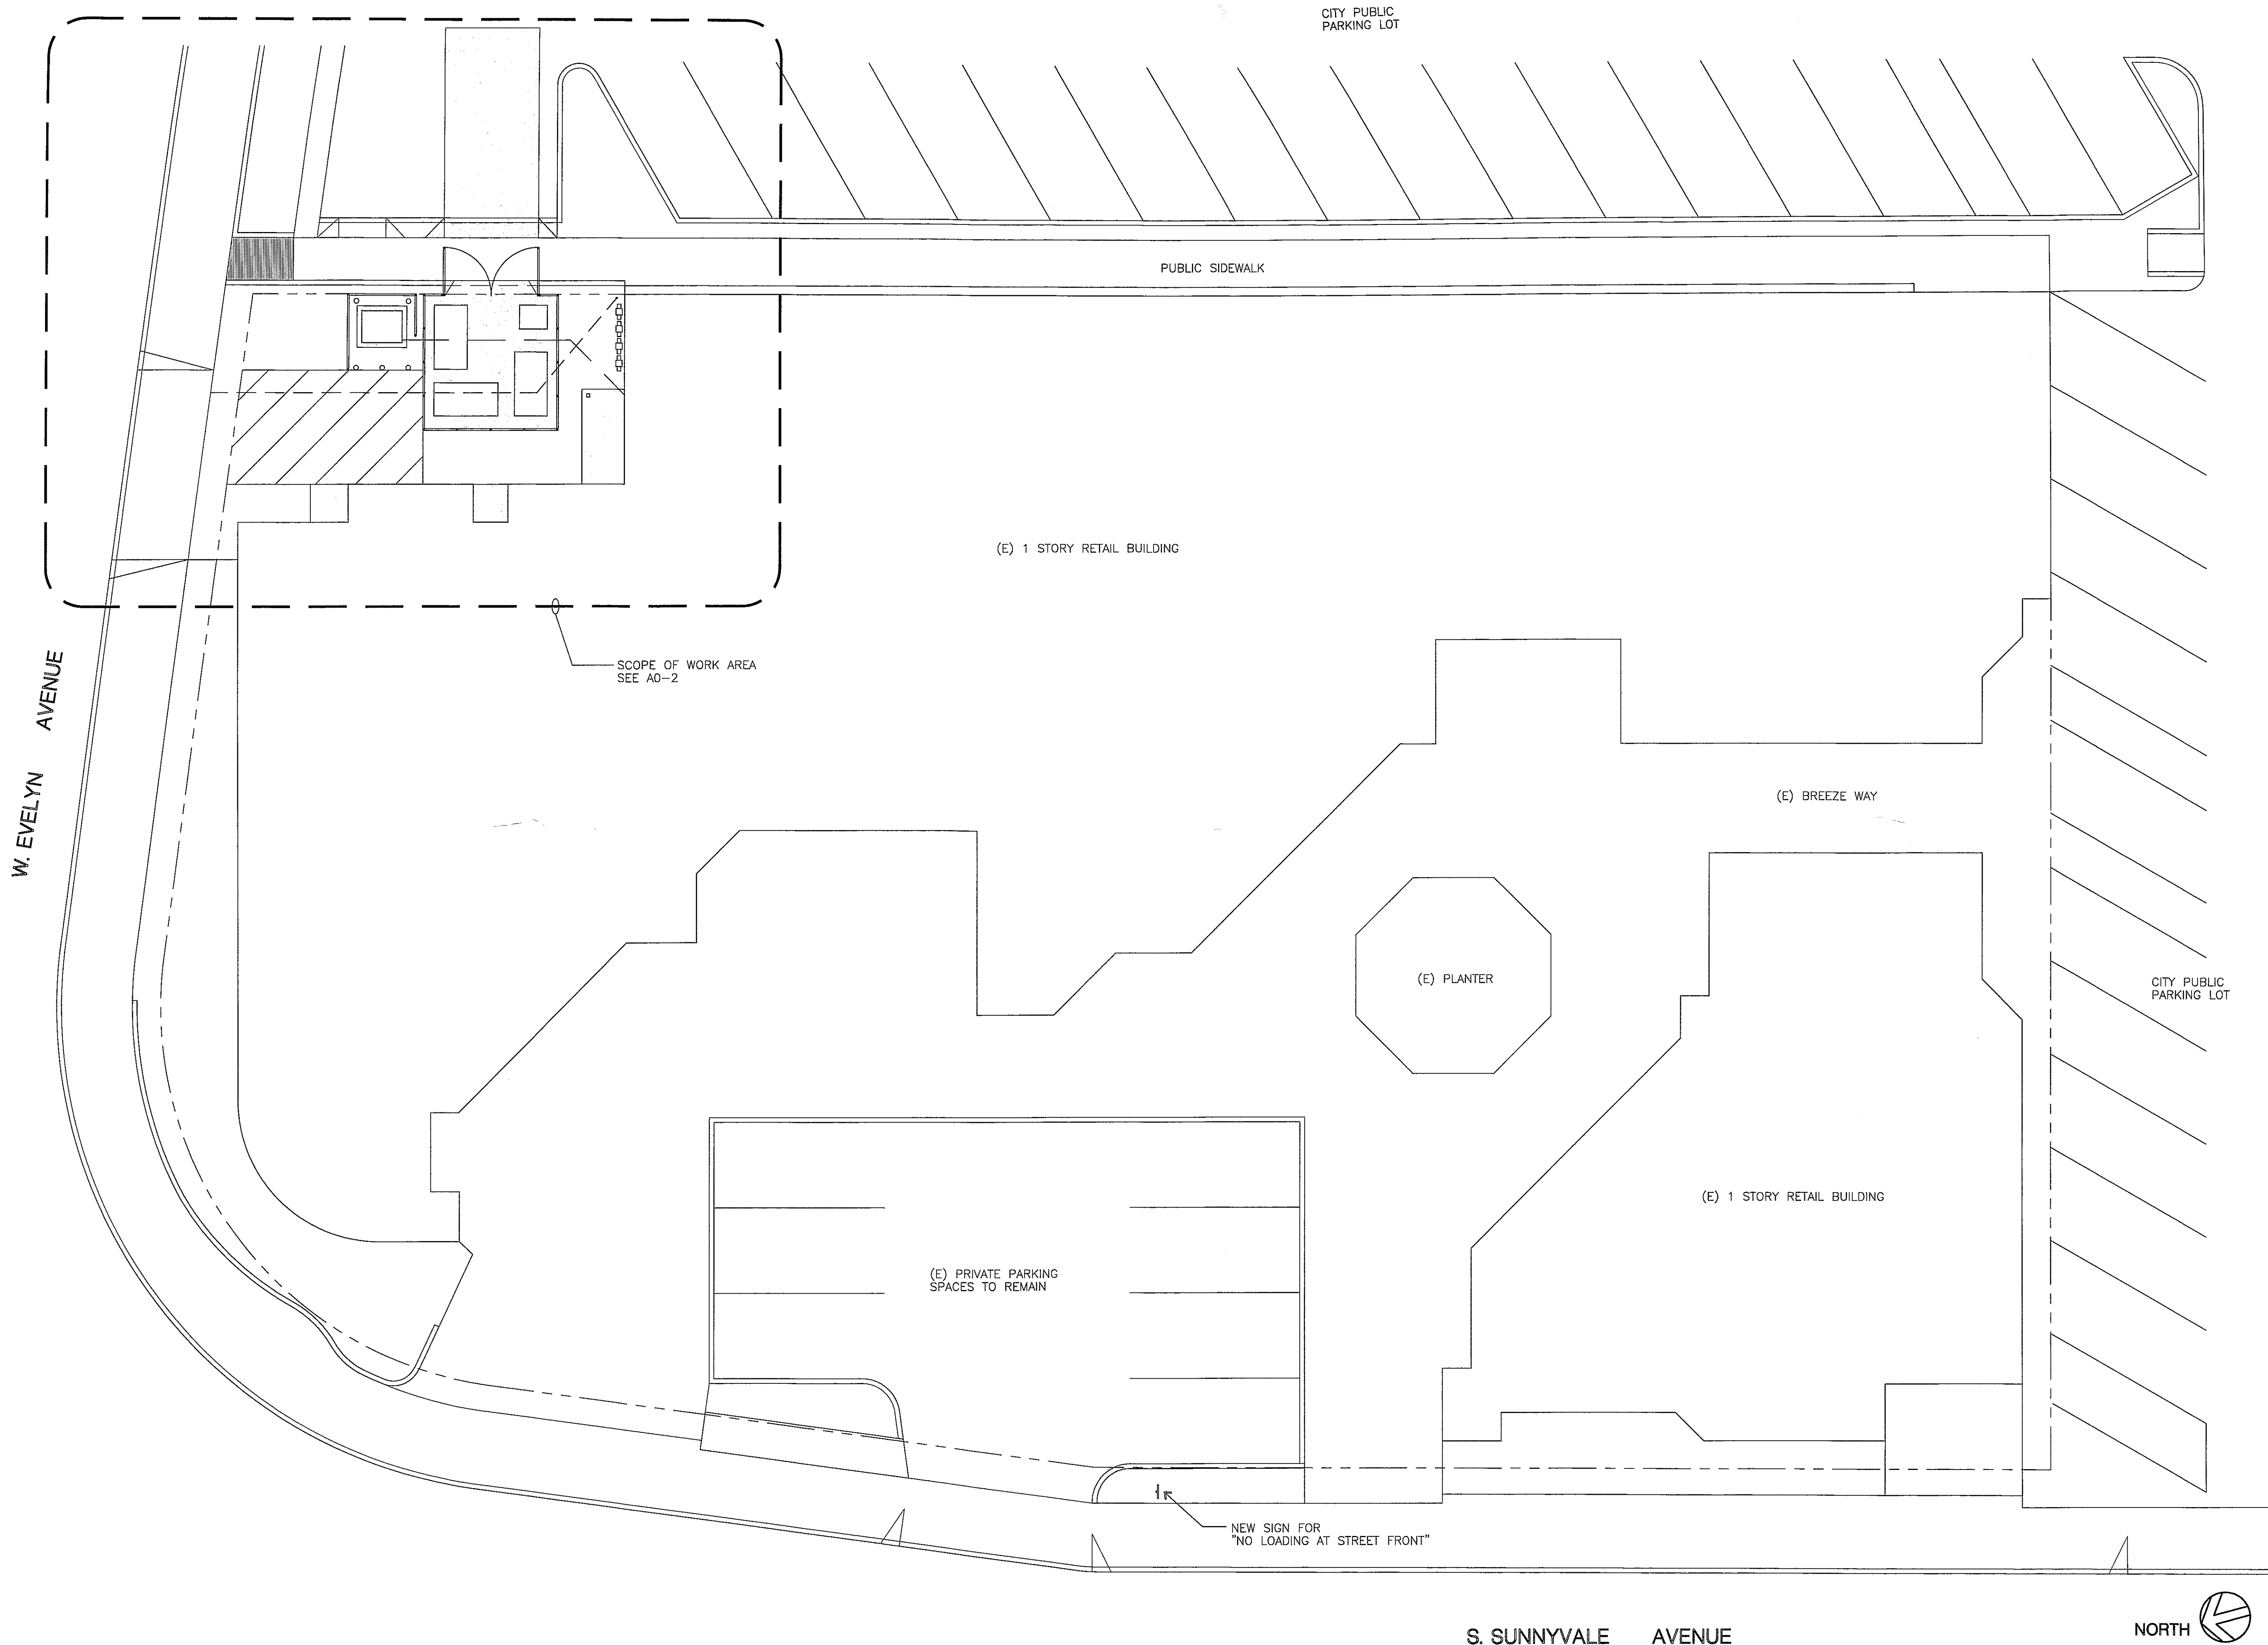 CITY PUBLIC
PARKING LOT
PUBLIC SIDEWALK
(E) 1 STORY RETAIL BUILDING
SCOPE OF WORK AREA
SEE A0-2
W. EVELYN AVENUE
(E) BREEZE WAY
(E) PLANTER
CITY PUBLIC
PARKING LOT
(E) 1 STORY RETAIL BUILDING
(E) PRIVATE PARKING
SPACES TO REMAIN
NEW SIGN FOR
"NO LOADING AT STREET FRONT"
S. SUNNYVALE AVENUE
NORTH